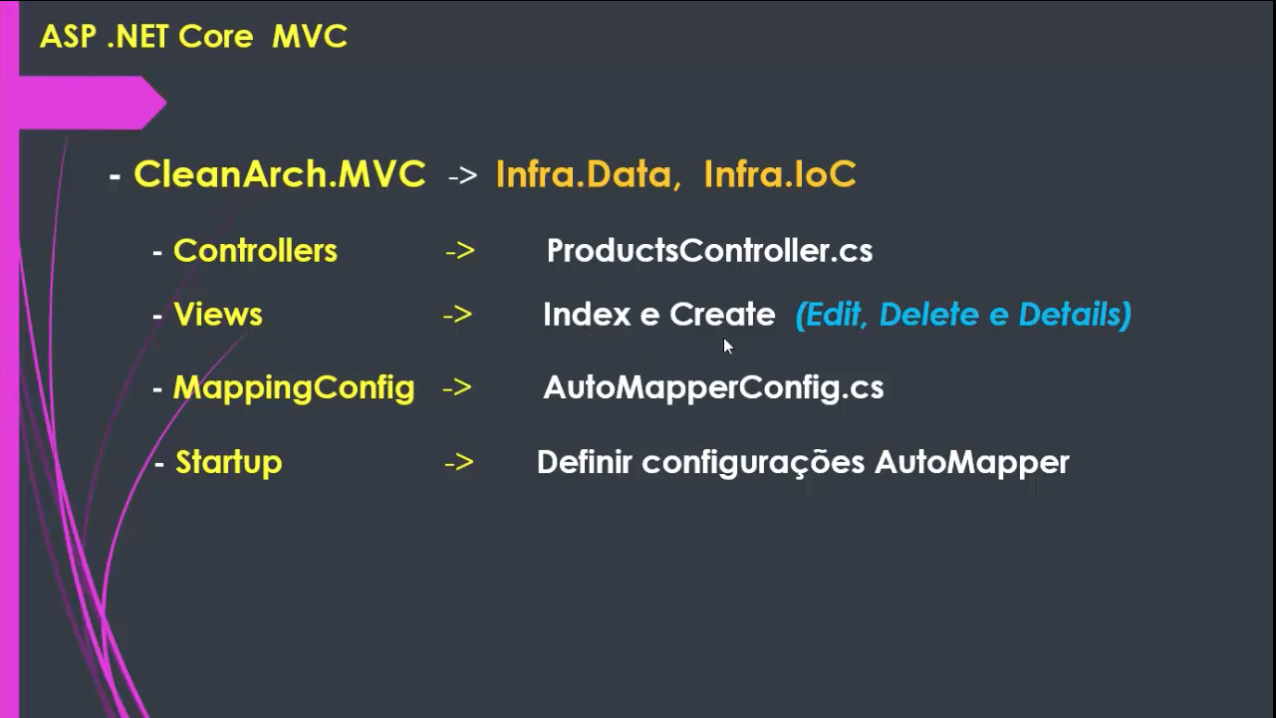 ASP .NET Core MVC
- CleanArch.MVC -> Infra.Data, Infra.IoC
- Controllers -> ProductsController.cs
- Views -> Index e Create (Edit, Delete e Details)
- MappingConfig -> AutoMapperConfig.cs
- Startup -> Definir configurações AutoMapper